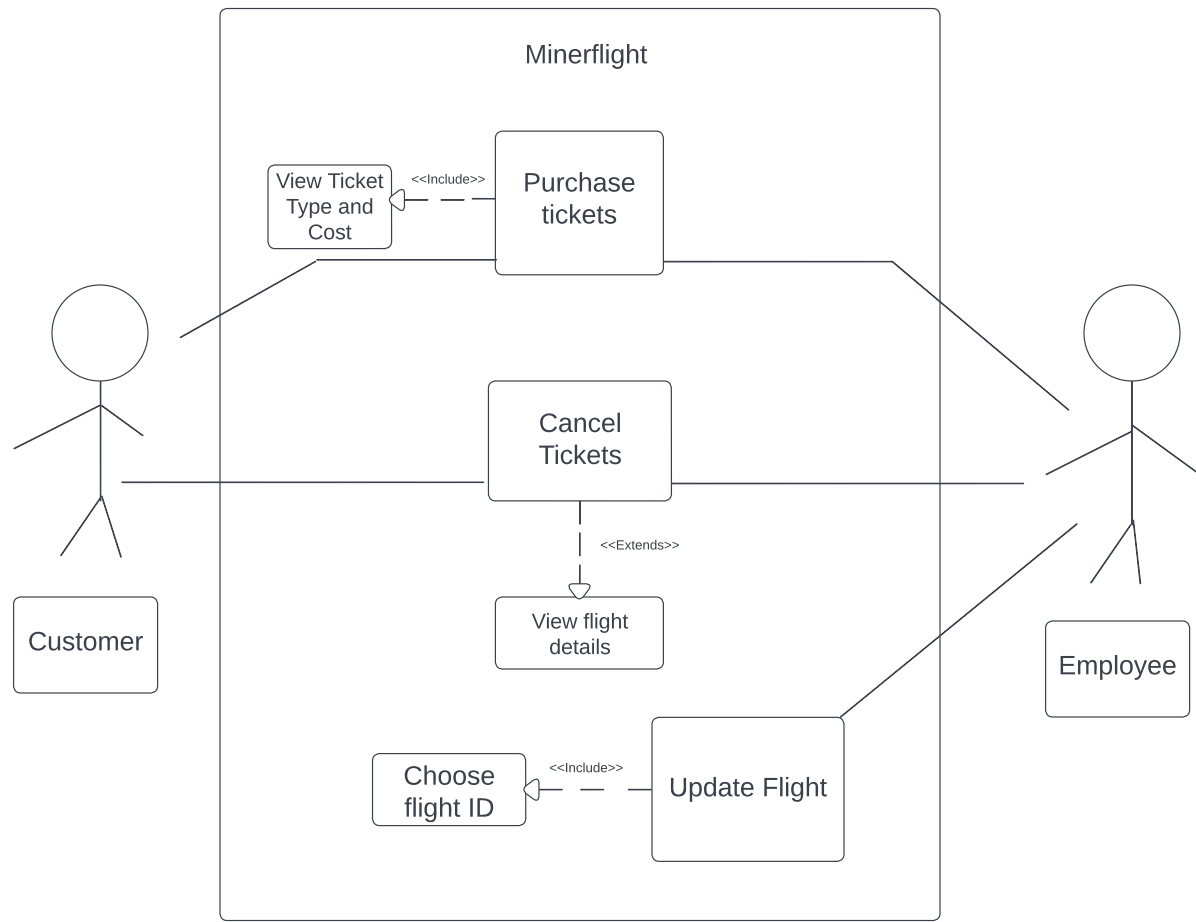 Minerflight
View Ticket
Type and
Cost
<<Include>>
Purchase
tickets
Cancel
Tickets
<<Extends>>
View flight
details
Customer
Employee
Choose
flight ID
<<Include>>
Update Flight